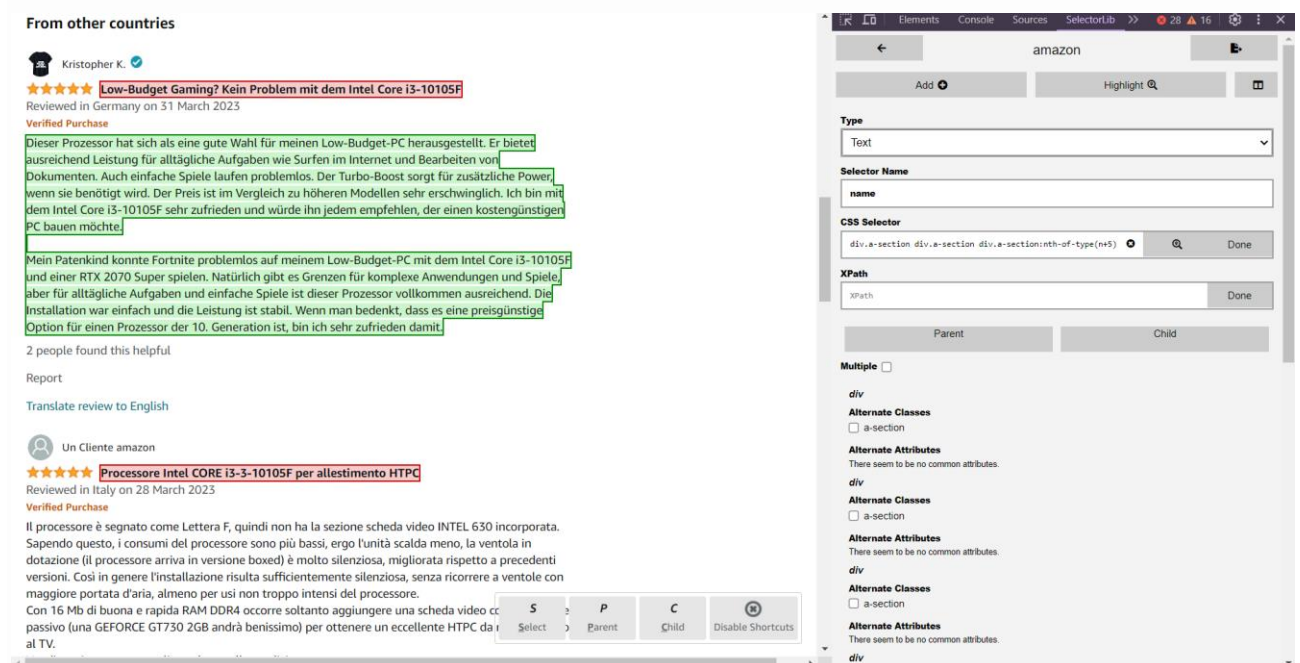 From other countries
Kristopher K.
Low-Budget Gaming? Kein Problem mit dem Intel Core i3-10105F
Reviewed in Germany on 31 March 2023
Verified Purchase
Dieser Prozessor hat sich als eine gute Wahl für meinen Low-Budget-PC herausgestellt. Er bietet
ausreichend Leistung für alltägliche Aufgaben wie Surfen im Internet und Bearbeiten von
Dokumenten. Auch einfache Spiele laufen problemlos. Der Turbo-Boost sorgt für zusätzliche Power,
wenn sie benötigt wird. Der Preis ist im Vergleich zu höheren Modellen sehr erschwinglich. Ich bin mit
dem Intel Core i3-10105F sehr zufrieden und würde ihn jedem empfehlen, der einen kostengünstigen
PC bauen möchte.
Mein Patenkind konnte Fortnite problemlos auf meinem Low-Budget-PC mit dem Intel Core i3-10105F
und einer RTX 2070 Super spielen. Natürlich gibt es Grenzen für komplexe Anwendungen und Spiele,
aber für alltägliche Aufgaben und einfache Spiele ist dieser Prozessor vollkommen ausreichend. Die
Installation war einfach und die Leistung ist stabil. Wenn man bedenkt, dass es eine preisgünstige
Option für einen Prozessor der 10. Generation ist, bin ich sehr zufrieden damit.
2 people found this helpful
Report
Translate review to English
Un Cliente amazon
Processore Intel CORE i3-3-10105F per allestimento HTPC
Reviewed in Italy on 28 March 2023
Verified Purchase
Il processore è segnato come Lettera F, quindi non ha la sezione scheda video INTEL 630 incorporata.
Sapendo questo, i consumi del processore sono più bassi, ergo l'unità scalda meno, la ventola in
dotazione (il processore arriva in versione boxed) è molto silenziosa, migliorata rispetto a precedenti
versioni. Così in genere l'installazione risulta sufficientemente silenziosa, senza ricorrere a ventole con
maggiore portata d'aria, almeno per usi non troppo intensi del processore.
Con 16 Mb di buona e rapida RAM DDR4 occorre soltanto aggiungere una scheda video
passivo (una GEFORCE GT730 2GB andrà benissimo) per ottenere un eccellente HTPC da
al TV.
S P C
Select Parent Child Disable Shortcuts
Elements Console Sources SelectorLib 28 16
amazon
Add Highlight
Type
Text
Selector Name
name
CSS Selector
div.a-section div.a-section div.a-section:nth-of-type(n+5) Done
XPath
XPath Done
Parent Child
Multiple
div
Alternate Classes
a-section
Alternate Attributes
There seem to be no common attributes.
div
Alternate Classes
a-section
Alternate Attributes
There seem to be no common attributes.
div
Alternate Classes
a-section
Alternate Attributes
There seem to be no common attributes.
div